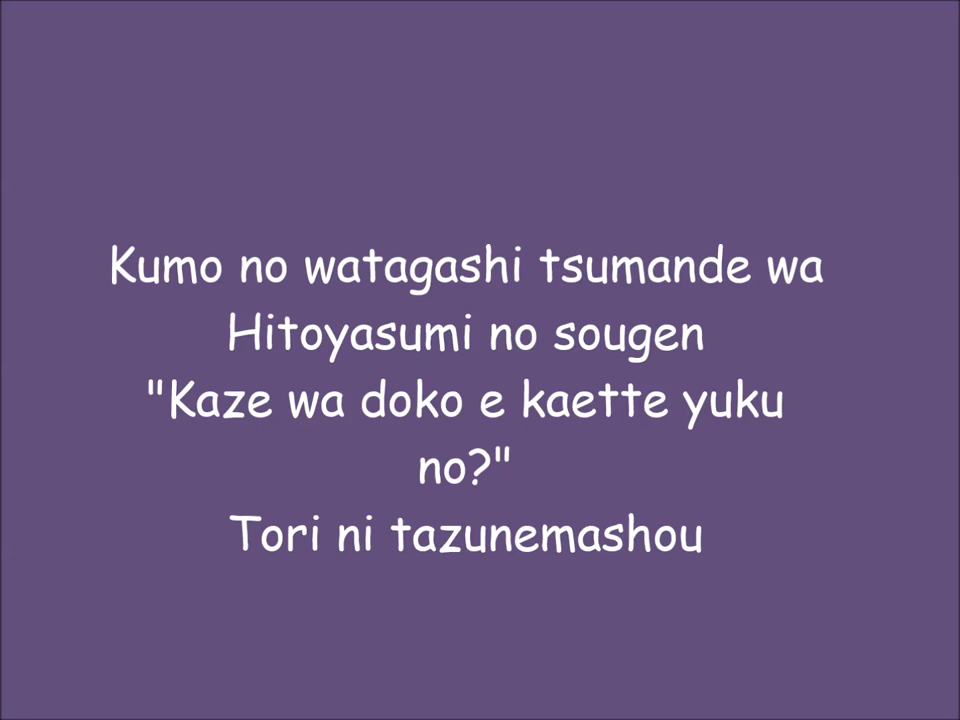 Kumo no watagashi tsumande wa
Hitoyasumi no sougen
"Kaze wa doko e kaette yuku
no?"
Tori ni tazunemashou